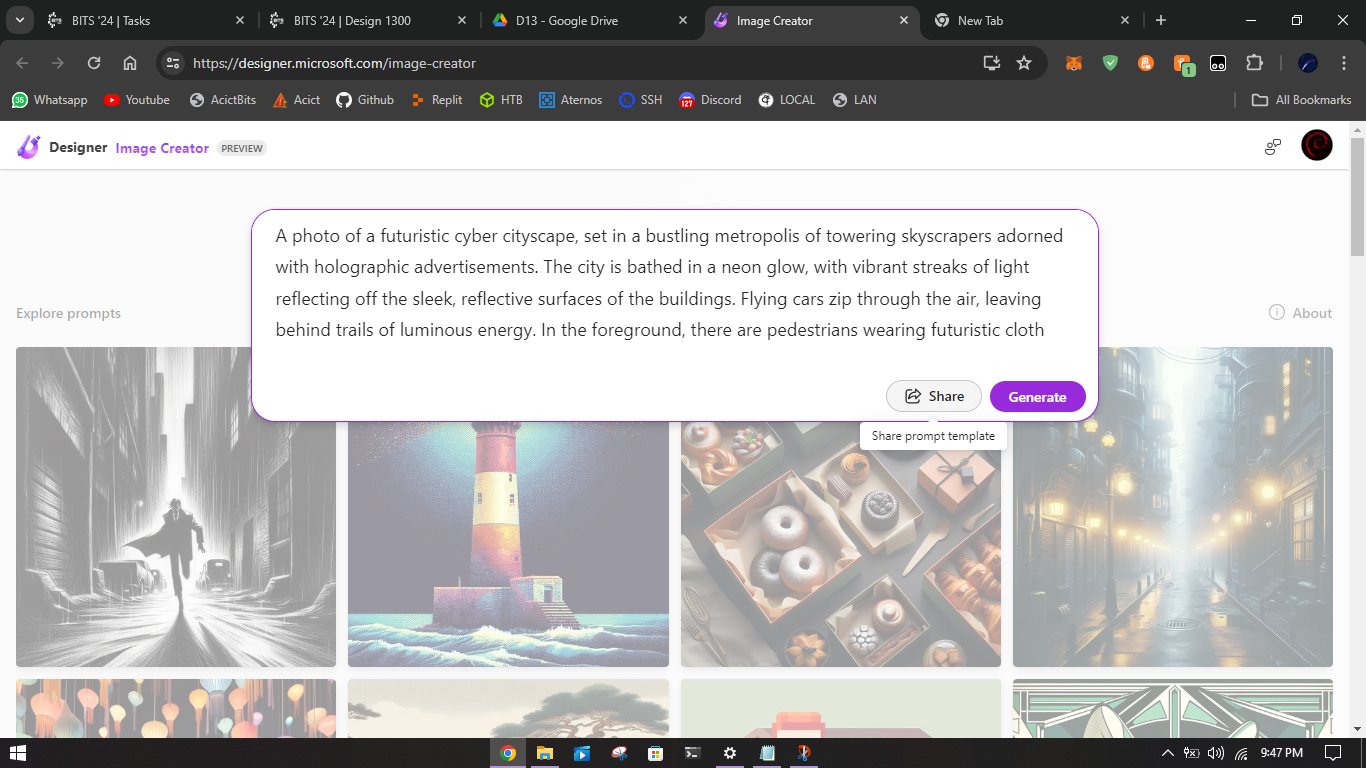 BITS '24 | Tasks
BITS '24 | Design 1300
D13 - Google Drive
Image Creator
New Tab
https://designer.microsoft.com/image-creator
1
35
Whatsapp
Youtube
AcictBits
Acict
Github
Replit
HTB
Aternos
SSH
127
Discord
LOCAL
LAN
All Bookmarks
Designer Image Creator PREVIEW
A photo of a futuristic cyber cityscape, set in a bustling metropolis of towering skyscrapers adorned
with holographic advertisements. The city is bathed in a neon glow, with vibrant streaks of light
reflecting off the sleek, reflective surfaces of the buildings. Flying cars zip through the air, leaving
behind trails of luminous energy. In the foreground, there are pedestrians wearing futuristic cloth
Explore prompts
About
Share
Generate
Share prompt template
9:47 PM